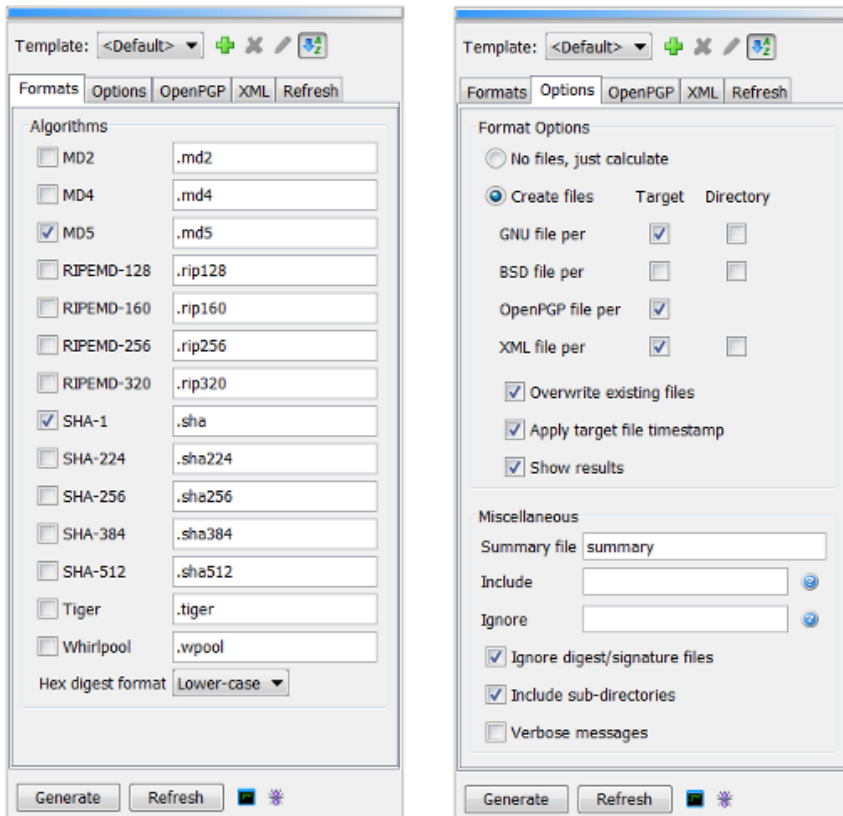 Template: <Default>
Formats Options OpenPGP XML Refresh
Algorithms
MD2 .md2
MD4 .md4
MD5 .md5
RIPEMD-128 .rip128
RIPEMD-160 .rip160
RIPEMD-256 .rip256
RIPEMD-320 .rip320
SHA-1 .sha
SHA-224 .sha224
SHA-256 .sha256
SHA-384 .sha384
SHA-512 .sha512
Tiger .tiger
Whirlpool .wpool
Hex digest format Lower-case
Generate Refresh
Template: <Default>
Formats Options OpenPGP XML Refresh
Format Options
No files, just calculate
Create files Target Directory
GNU file per
BSD file per
OpenPGP file per
XML file per
Overwrite existing files
Apply target file timestamp
Show results
Miscellaneous
Summary file summary
Include
Ignore
Ignore digest/signature files
Include sub-directories
Verbose messages
Generate Refresh